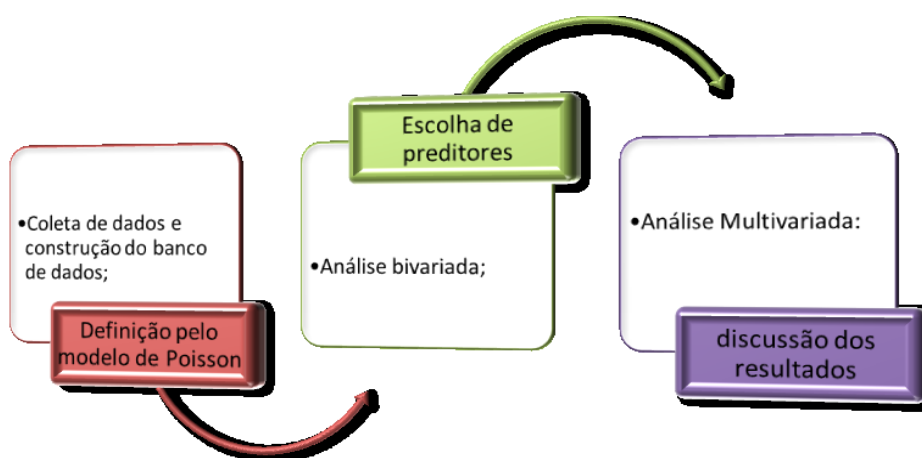 •Coleta de dados e
construção do banco
de dados;
Definição pelo
modelo de Poisson
Escolha de
preditores
•Análise bivariada;
•Análise Multivariada:
discussão dos
resultados